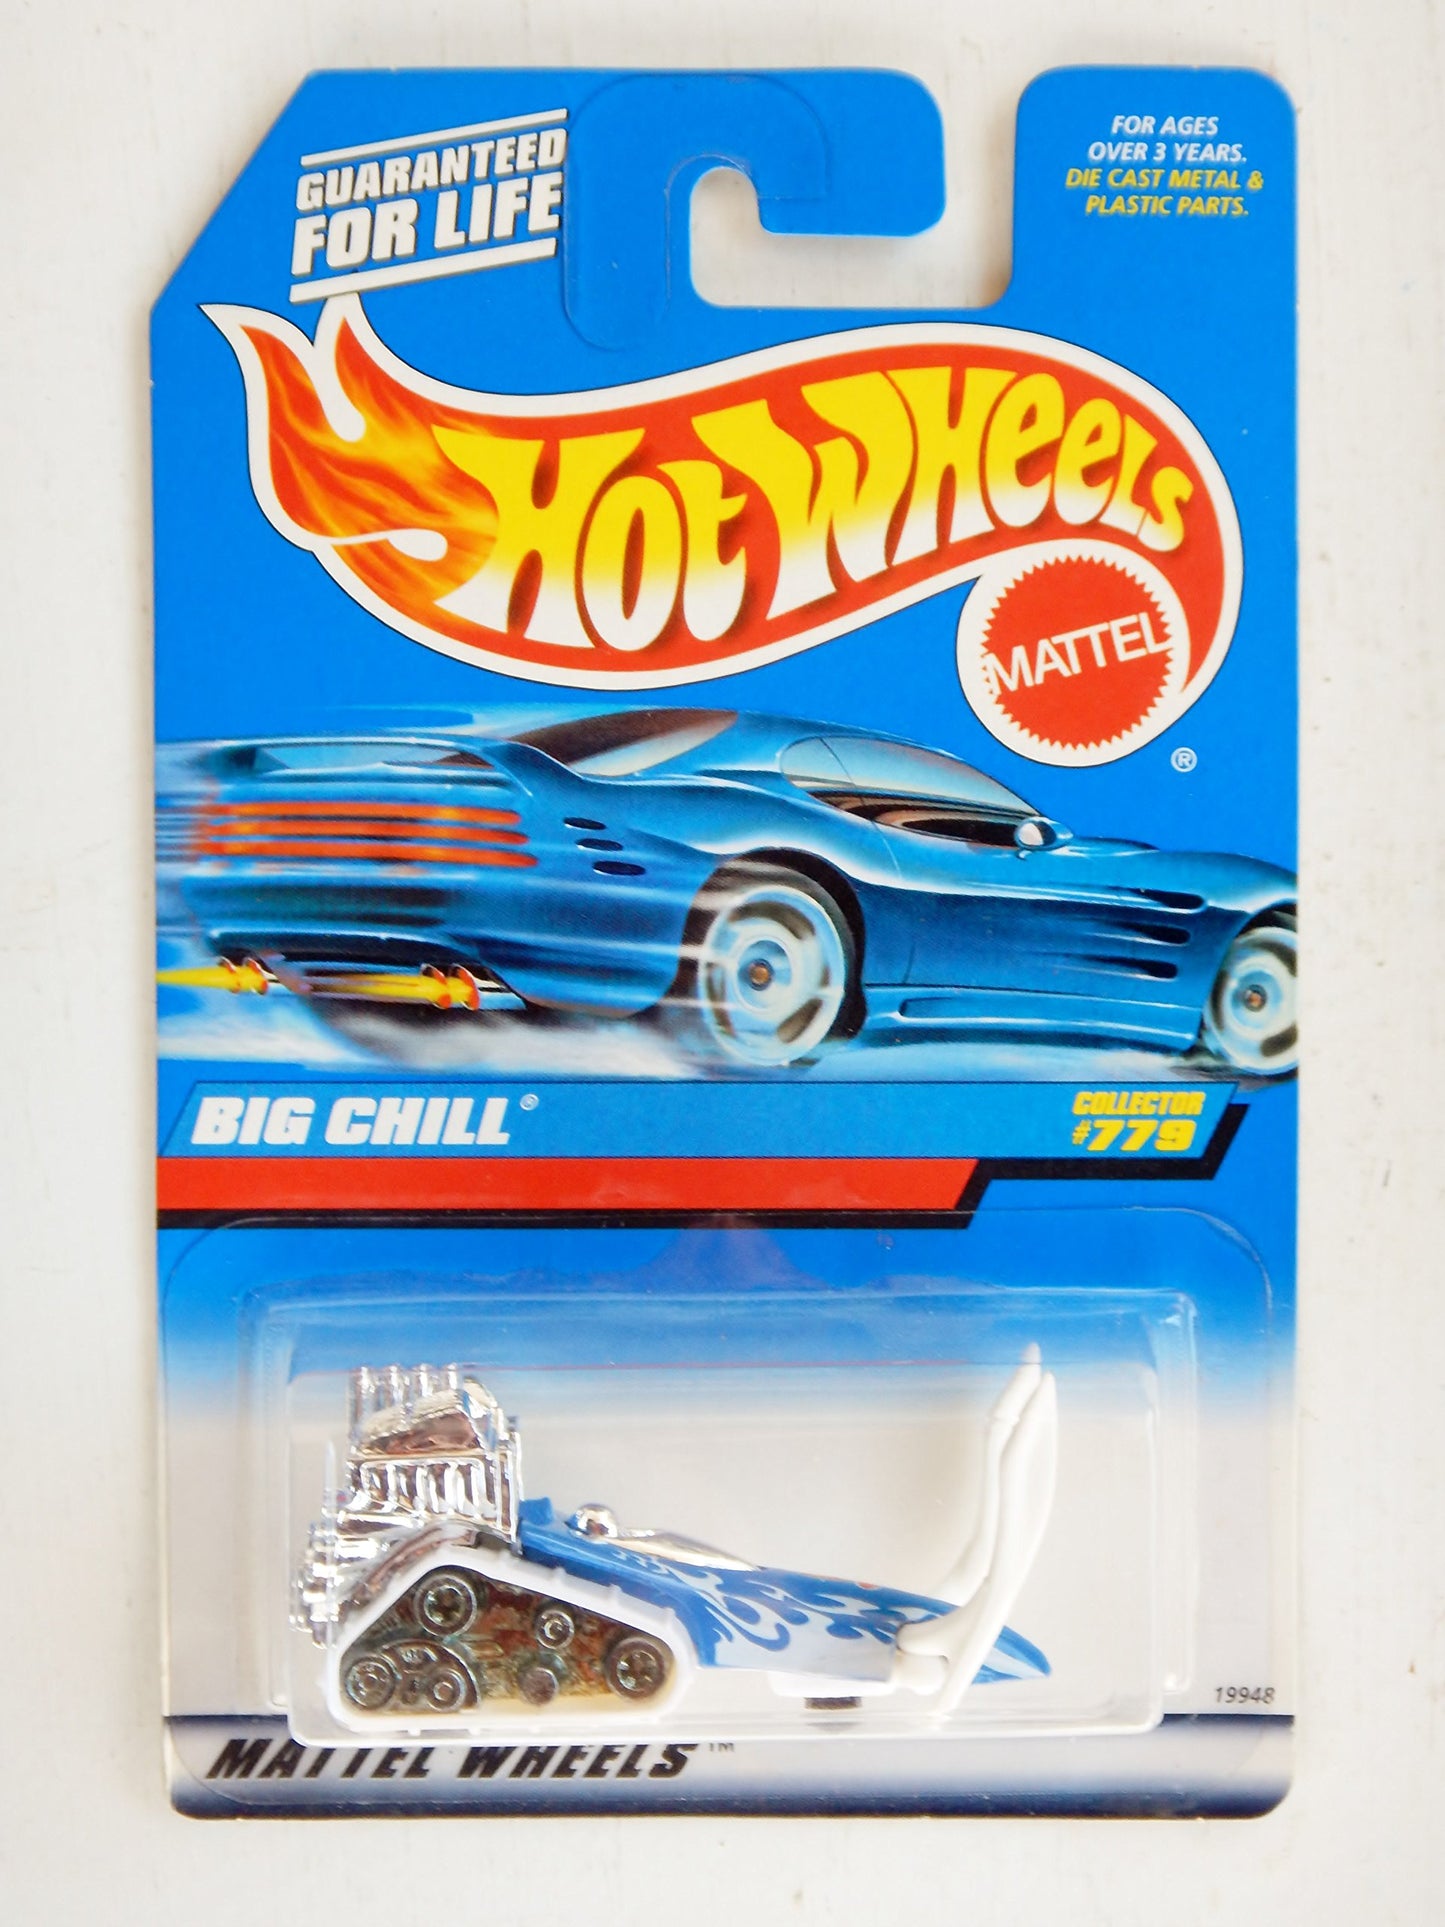 GUARANTEED
FOR LIFE
FOR AGES
OVER 3 YEARS.
DIE CAST METAL &
PLASTIC PARTS.
HOT WHEELS
MATTEL
®
BIG CHILL®
COLLECTOR
#779
19948
MATTEL WHEELS™